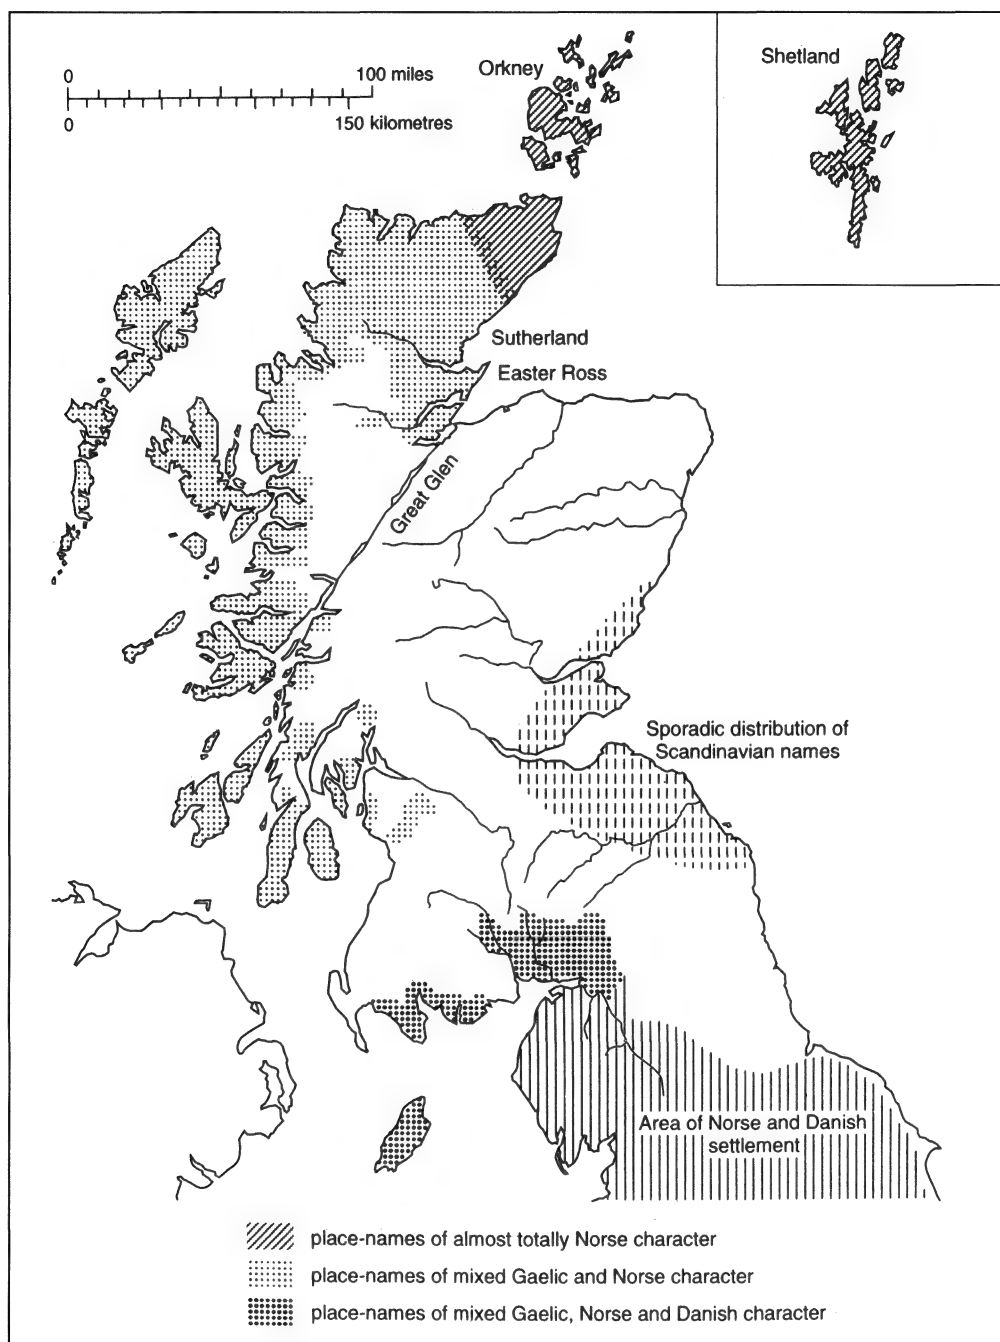 0
100 miles
0
150 kilometres
Orkney
Shetland
Sutherland
Easter Ross
Great Glen
Sporadic distribution of
Scandinavian names
Area of Norse and Danish
settlement
place-names of almost totally Norse character
place-names of mixed Gaelic and Norse character
place-names of mixed Gaelic, Norse and Danish character